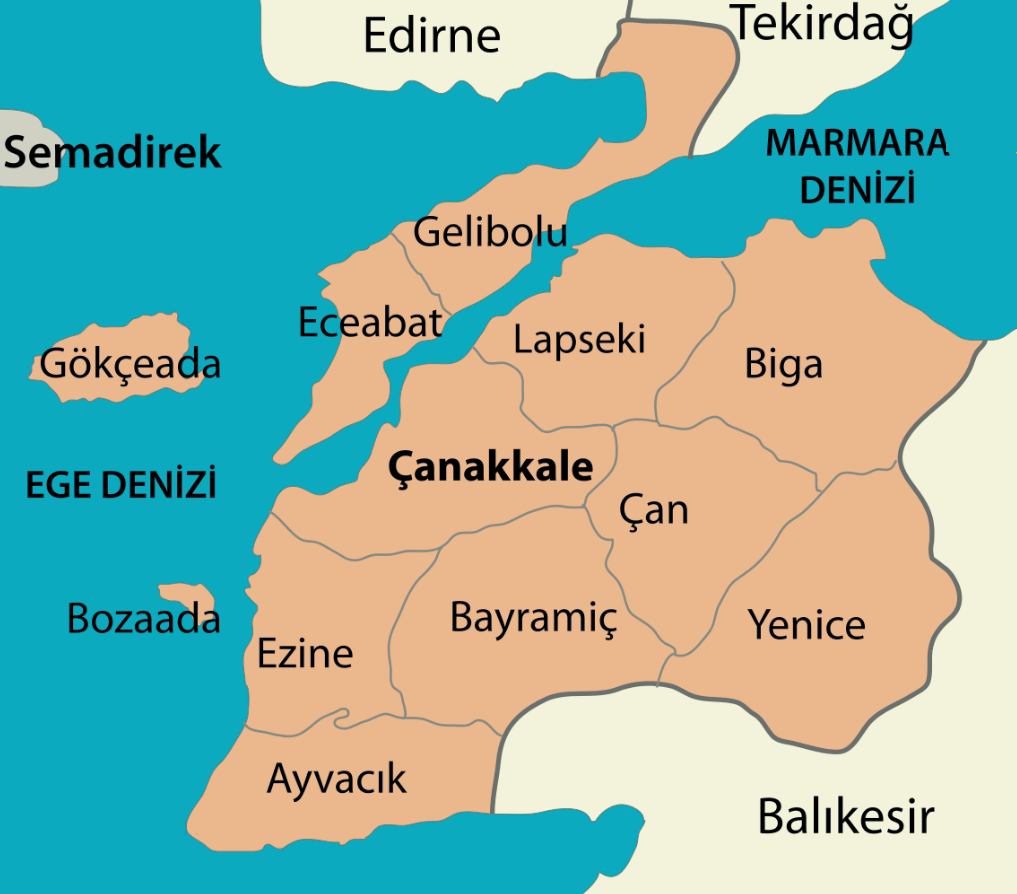 Edirne
Tekirdağ
Semadirek
MARMARA
DENİZİ
Gelibolu
Eceabat
Lapseki
Gökçeada
Biga
Çanakkale
EGE DENİZİ
Çan
Bozaada
Bayramiç
Yenice
Ezine
Ayvacık
Balıkesir